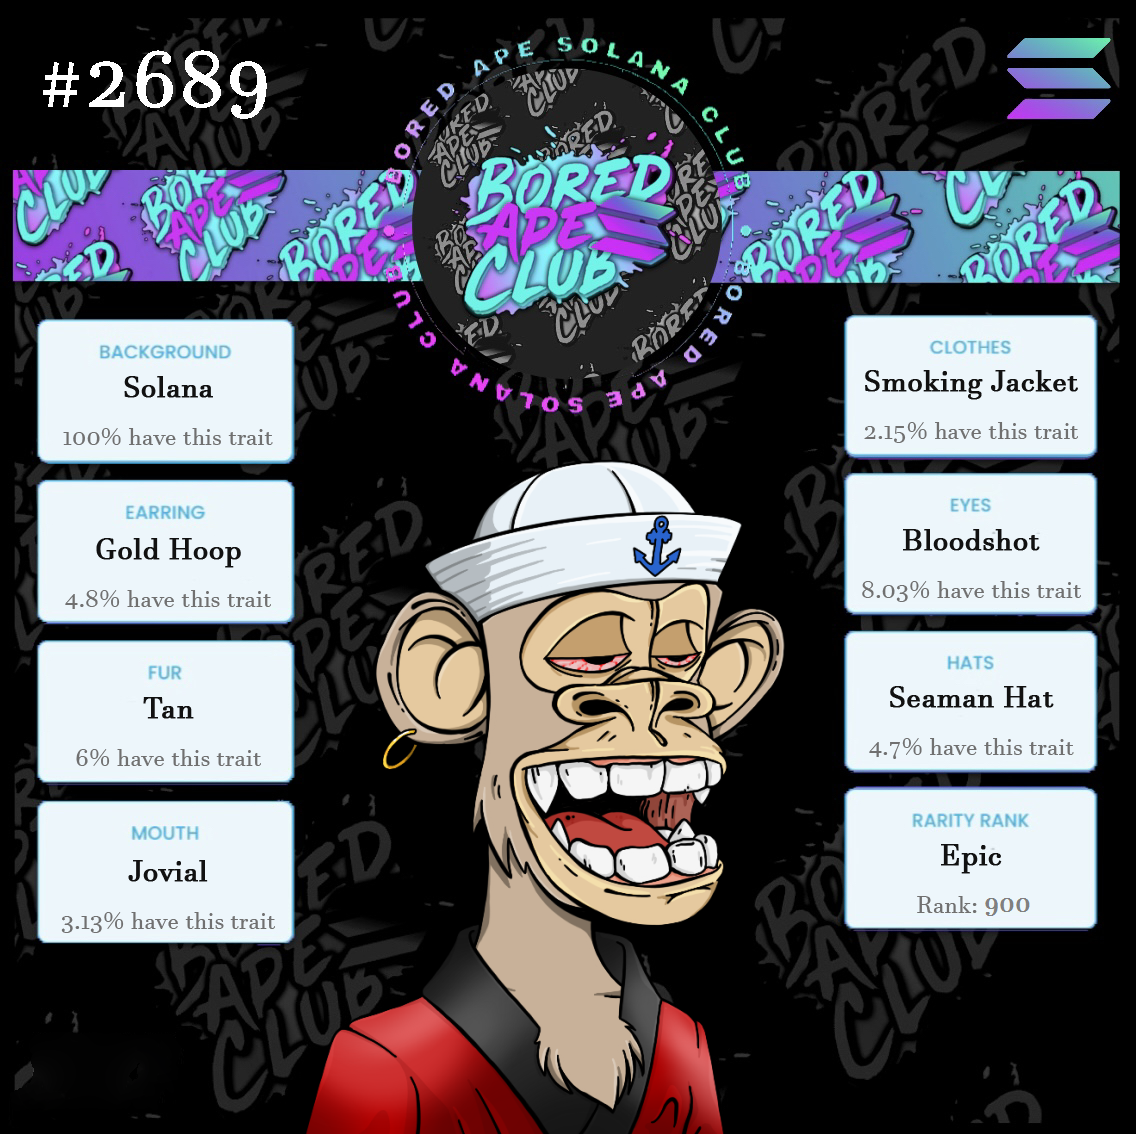 #2689
BORED APE SOLANA CLUB
BORED APE SOLANA CLUB
BORED
APE
CLUB
BACKGROUND
Solana
100% have this trait
EARRING
Gold Hoop
4.8% have this trait
FUR
Tan
6% have this trait
MOUTH
Jovial
3.13% have this trait
CLOTHES
Smoking Jacket
2.15% have this trait
EYES
Bloodshot
8.03% have this trait
HATS
Seaman Hat
4.7% have this trait
RARITY RANK
Epic
Rank: 900